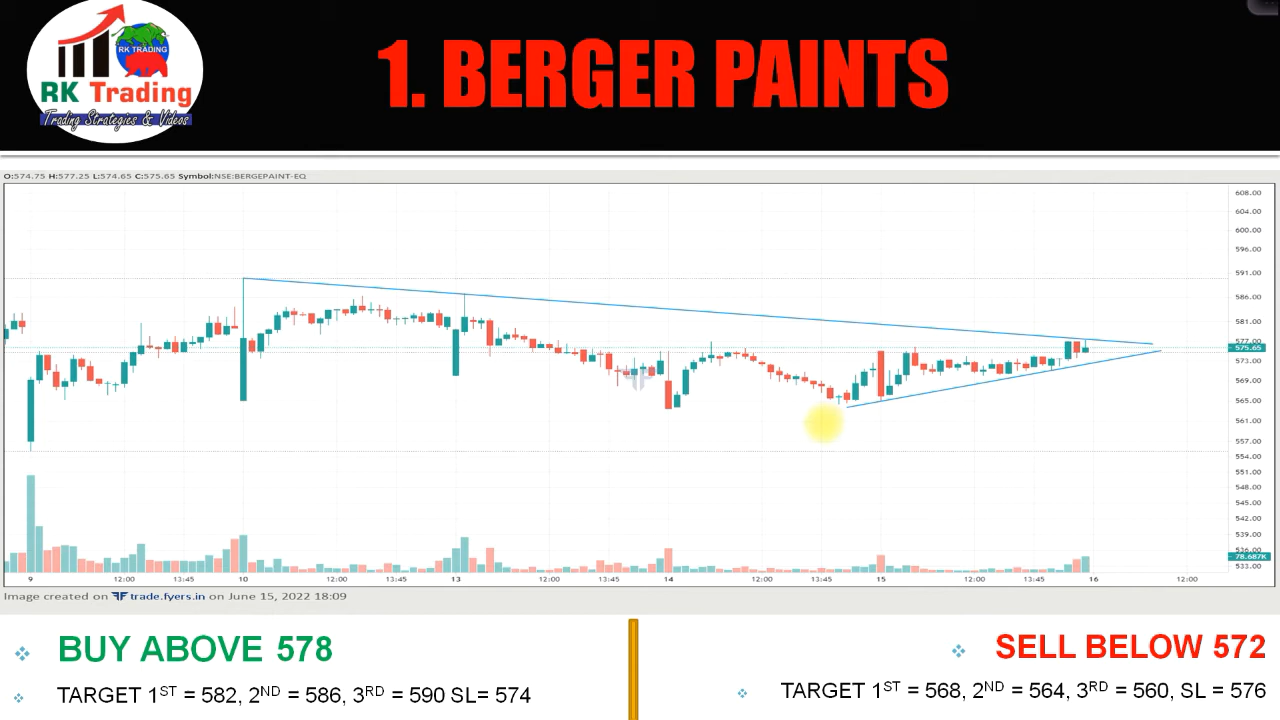 RK TRADING
RK Trading
Trading Strategies & Videos
1. BERGER PAINTS
O:574.75 H:577.25 L:574.65 C:575.65 Symbol:NSE:BERGEPAINT-EQ
608.00
604.00
600.00
596.00
591.00
586.00
581.00
577.00
575.65
573.00
569.00
565.00
561.00
557.00
554.00
551.00
548.00
545.00
542.00
539.00
536.00
78.687K
533.00
9 12:00 13:45 10 12:00 13:45 13 12:00 13:45 14 12:00 13:45 15 12:00 13:45 16 12:00
Image created on trade.fyers.in on June 15, 2022 18:09
BUY ABOVE 578
TARGET 1ST = 582, 2ND = 586, 3RD = 590 SL= 574
SELL BELOW 572
TARGET 1ST = 568, 2ND = 564, 3RD = 560, SL = 576